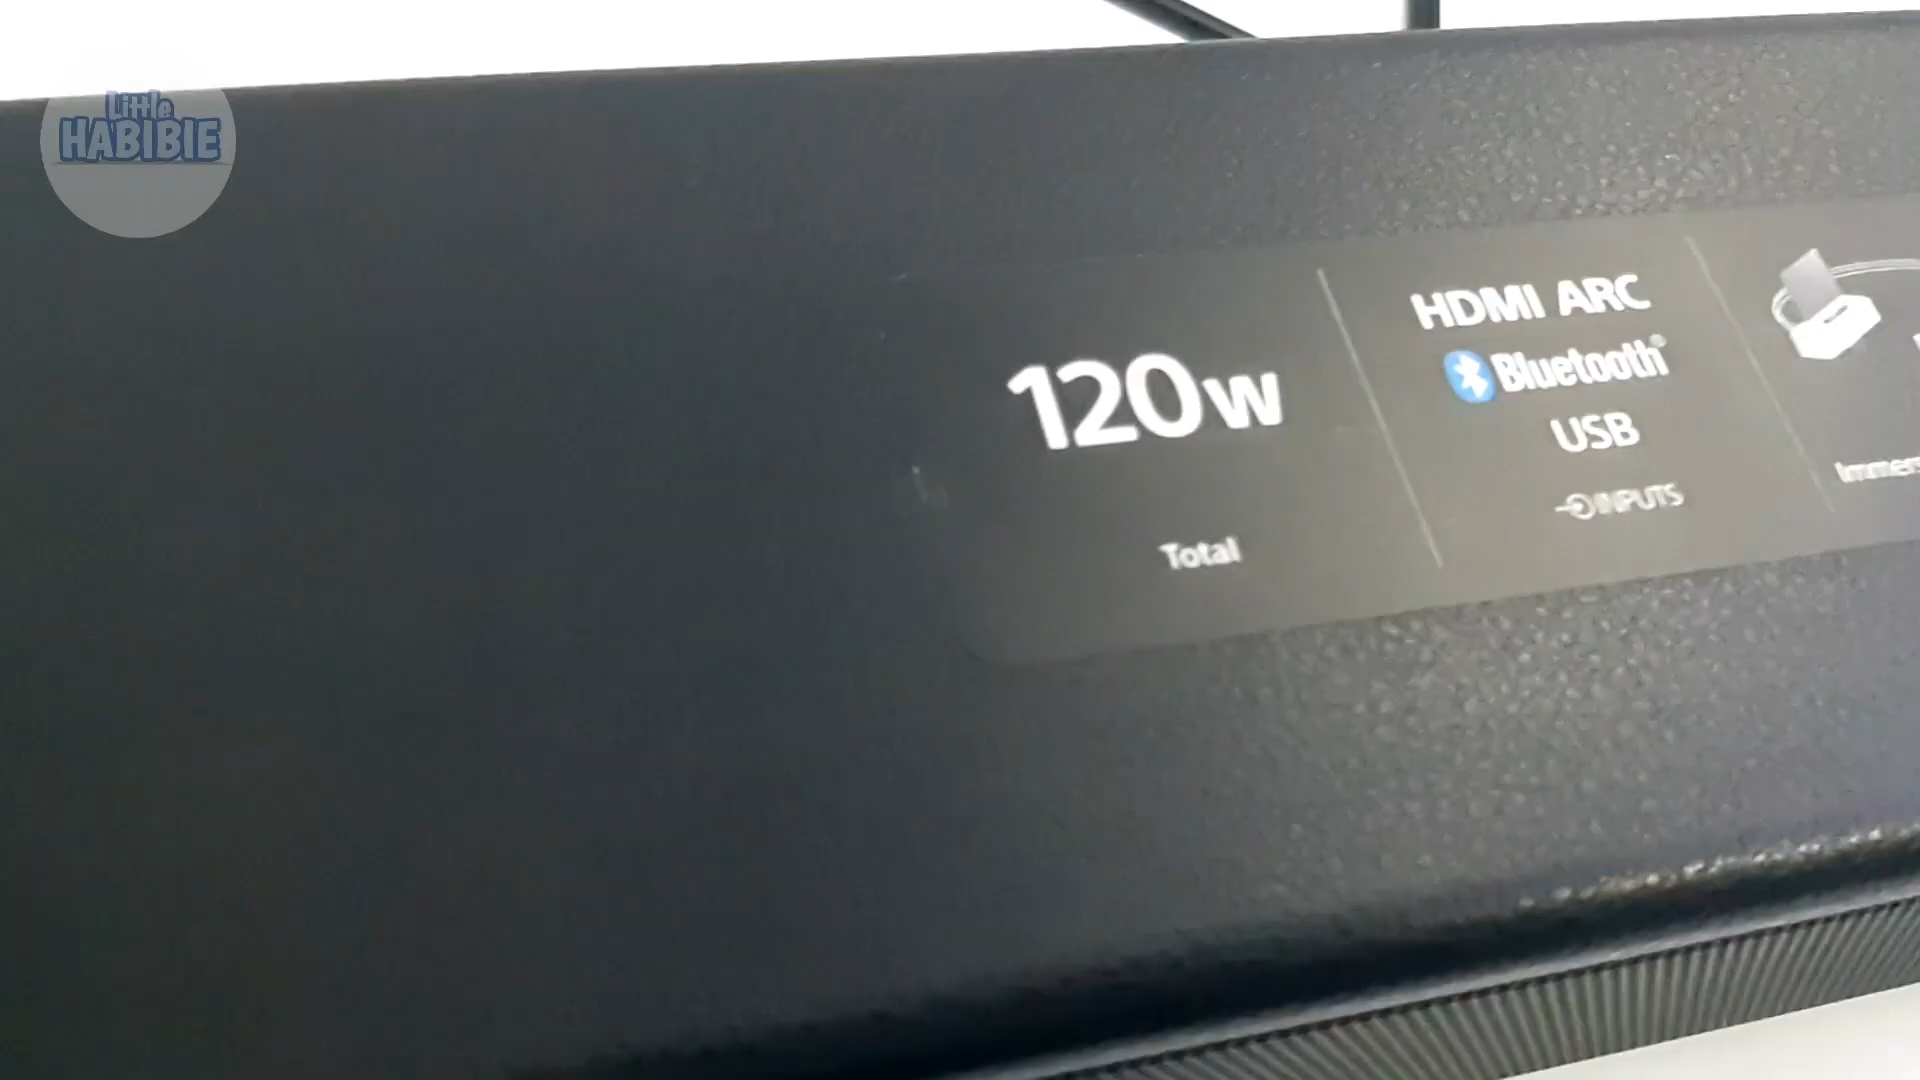 Little
HABIBIE
120W
Total
HDMI ARC
Bluetooth®
USB
INPUTS